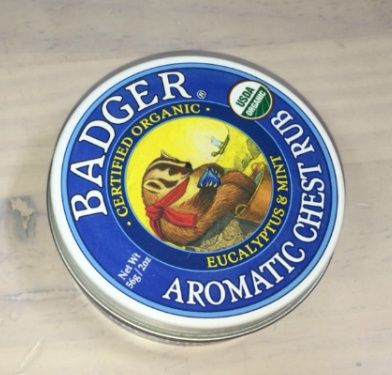 BADGER®
· CERTIFIED ORGANIC ·
USDA
ORGANIC
EUCALYPTUS & MINT
AROMATIC CHEST RUB
Net Wt
56g / 2oz